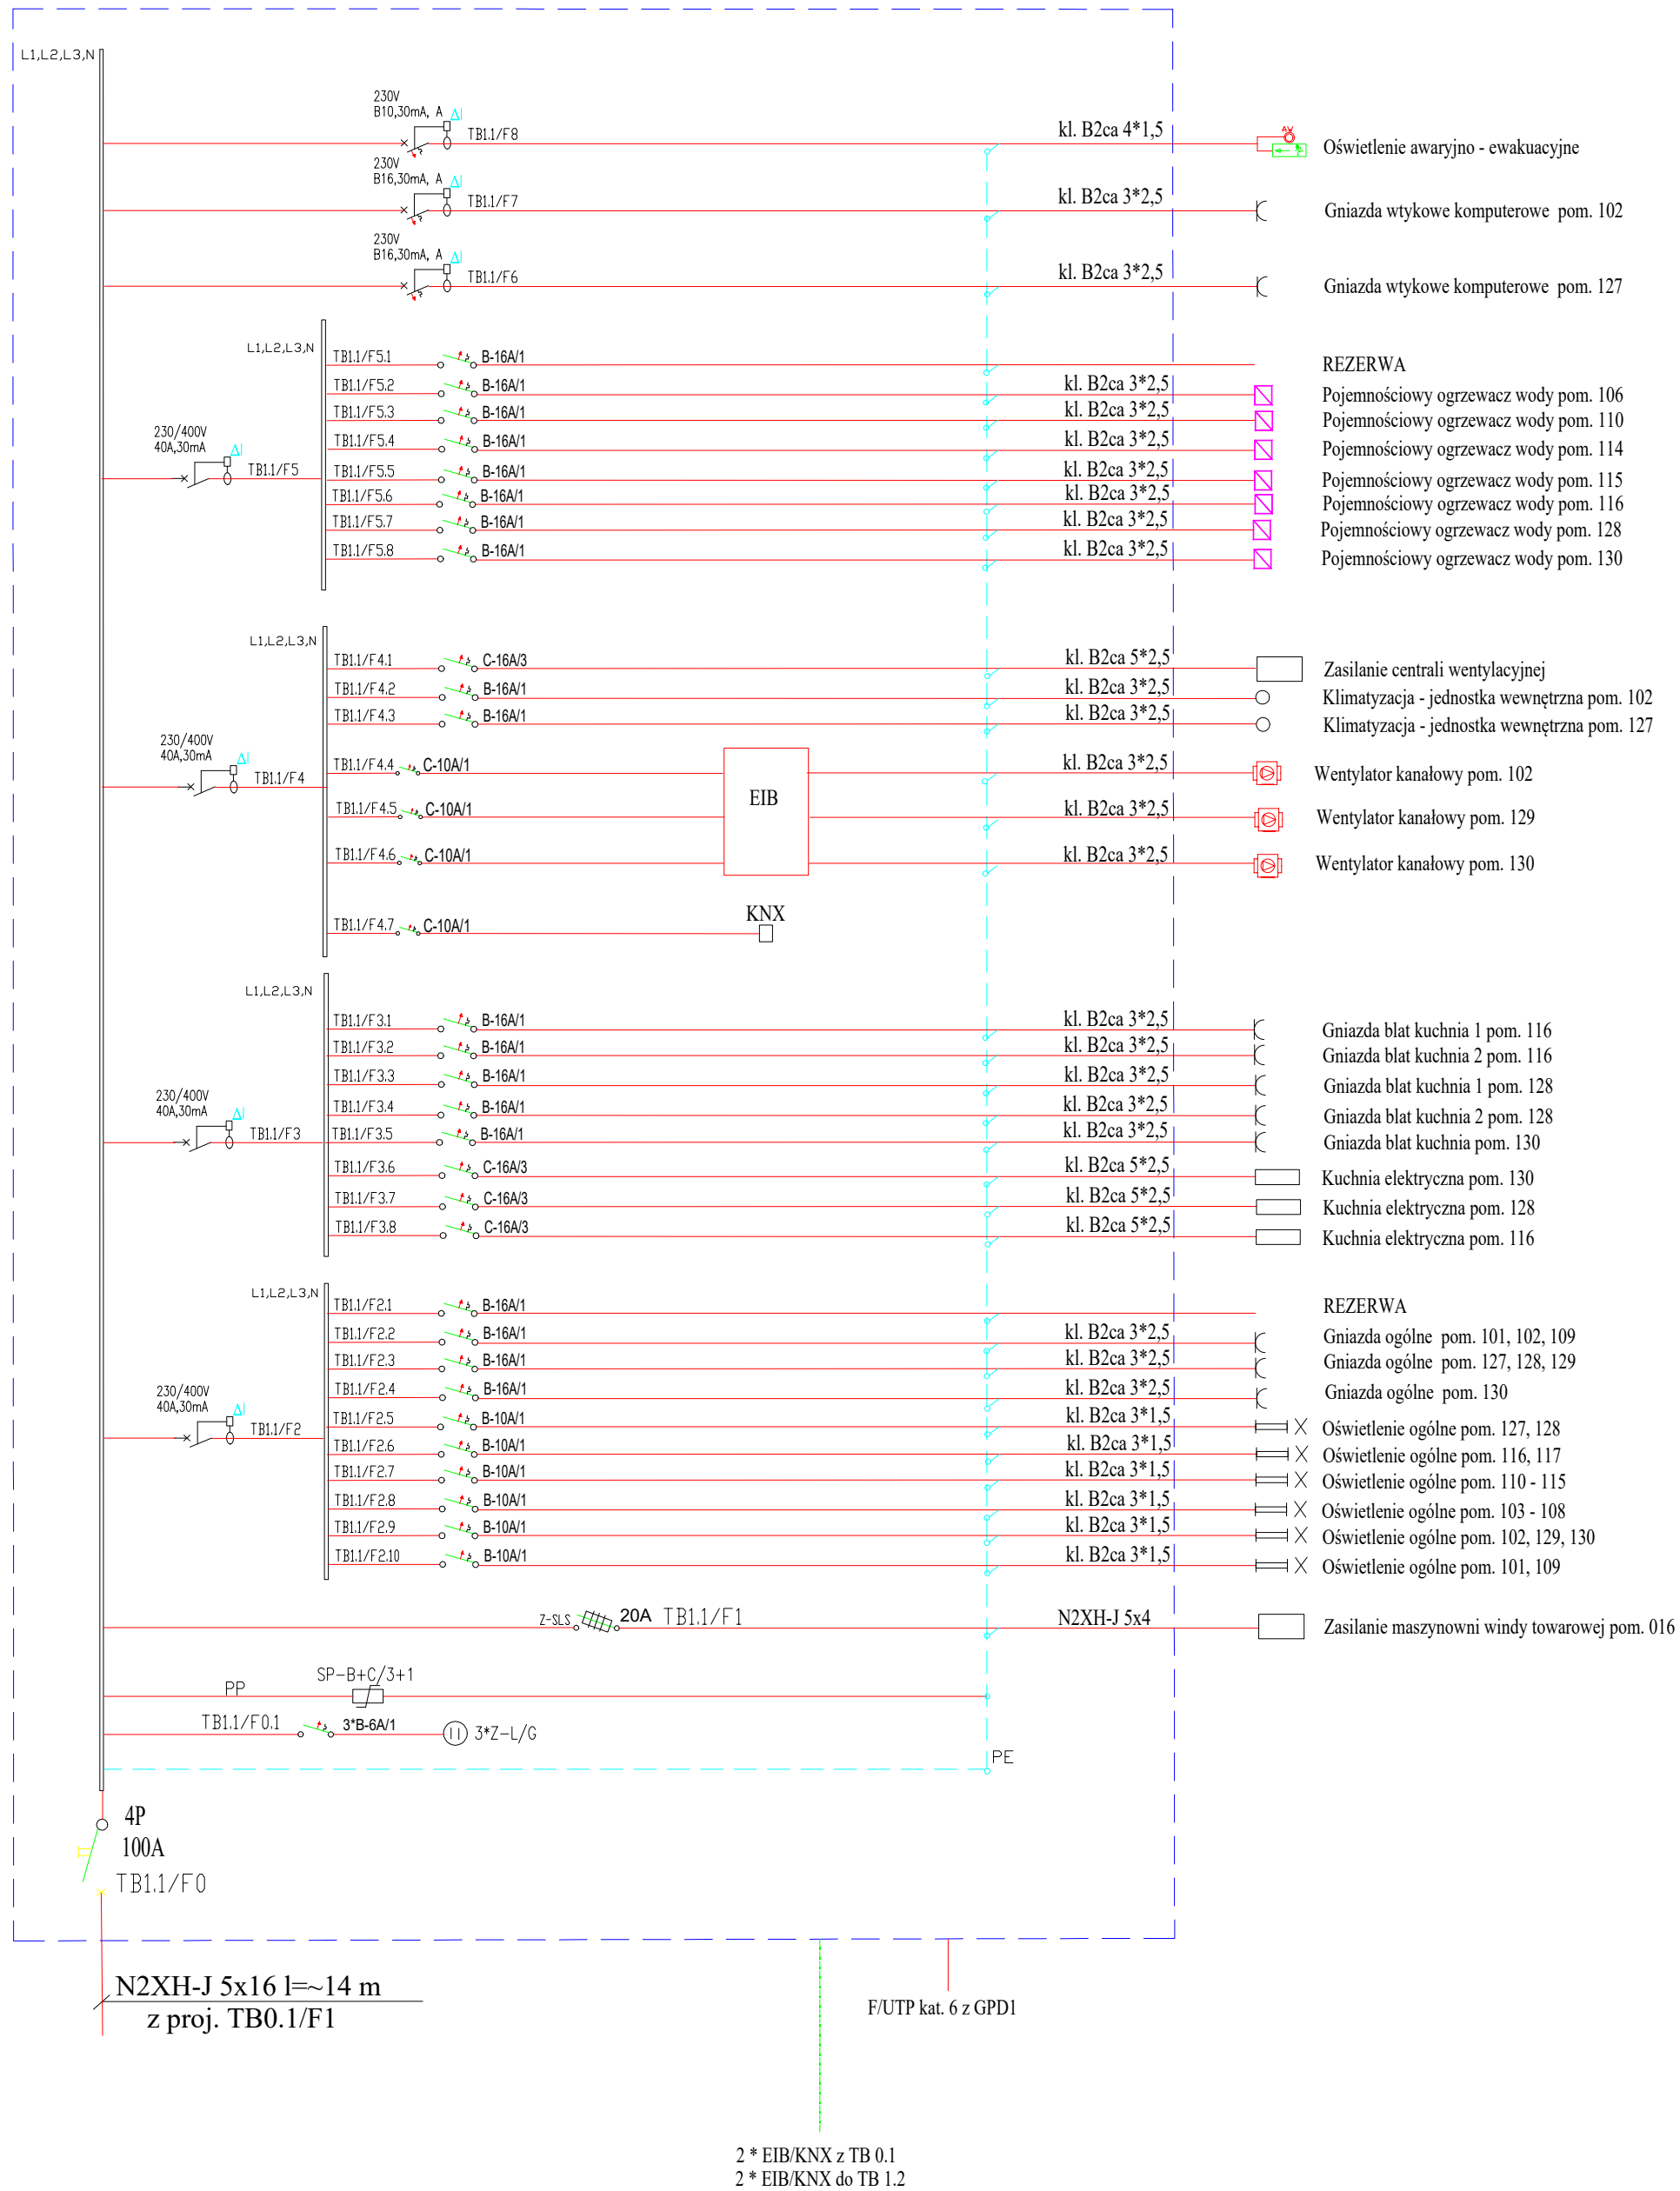 L1,L2,L3,N
230V
B10,30mA, A
ΔI
TB1.1/F8
kl. B2ca 4*1,5
AW
Oświetlenie awaryjno - ewakuacyjne
230V
B16,30mA, A
ΔI
TB1.1/F7
kl. B2ca 3*2,5
Gniazda wtykowe komputerowe pom. 102
230V
B16,30mA, A
ΔI
TB1.1/F6
kl. B2ca 3*2,5
Gniazda wtykowe komputerowe pom. 127
L1,L2,L3,N
230/400V
40A,30mA
ΔI
TB1.1/F5
TB1.1/F5.1 B-16A/1 REZERWA
TB1.1/F5.2 B-16A/1 kl. B2ca 3*2,5 Pojemnościowy ogrzewacz wody pom. 106
TB1.1/F5.3 B-16A/1 kl. B2ca 3*2,5 Pojemnościowy ogrzewacz wody pom. 110
TB1.1/F5.4 B-16A/1 kl. B2ca 3*2,5 Pojemnościowy ogrzewacz wody pom. 114
TB1.1/F5.5 B-16A/1 kl. B2ca 3*2,5 Pojemnościowy ogrzewacz wody pom. 115
TB1.1/F5.6 B-16A/1 kl. B2ca 3*2,5 Pojemnościowy ogrzewacz wody pom. 116
TB1.1/F5.7 B-16A/1 kl. B2ca 3*2,5 Pojemnościowy ogrzewacz wody pom. 128
TB1.1/F5.8 B-16A/1 kl. B2ca 3*2,5 Pojemnościowy ogrzewacz wody pom. 130
L1,L2,L3,N
230/400V
40A,30mA
ΔI
TB1.1/F4
TB1.1/F4.1 C-16A/3 kl. B2ca 5*2,5 Zasilanie centrali wentylacyjnej
TB1.1/F4.2 B-16A/1 kl. B2ca 3*2,5 Klimatyzacja - jednostka wewnętrzna pom. 102
TB1.1/F4.3 B-16A/1 kl. B2ca 3*2,5 Klimatyzacja - jednostka wewnętrzna pom. 127
TB1.1/F4.4 C-10A/1 kl. B2ca 3*2,5 Wentylator kanałowy pom. 102
EIB
TB1.1/F4.5 C-10A/1 kl. B2ca 3*2,5 Wentylator kanałowy pom. 129
TB1.1/F4.6 C-10A/1 kl. B2ca 3*2,5 Wentylator kanałowy pom. 130
TB1.1/F4.7 C-10A/1 KNX
L1,L2,L3,N
230/400V
40A,30mA
ΔI
TB1.1/F3
TB1.1/F3.1 B-16A/1 kl. B2ca 3*2,5 Gniazda blat kuchnia 1 pom. 116
TB1.1/F3.2 B-16A/1 kl. B2ca 3*2,5 Gniazda blat kuchnia 2 pom. 116
TB1.1/F3.3 B-16A/1 kl. B2ca 3*2,5 Gniazda blat kuchnia 1 pom. 128
TB1.1/F3.4 B-16A/1 kl. B2ca 3*2,5 Gniazda blat kuchnia 2 pom. 128
TB1.1/F3.5 B-16A/1 kl. B2ca 3*2,5 Gniazda blat kuchnia pom. 130
TB1.1/F3.6 C-16A/3 kl. B2ca 5*2,5 Kuchnia elektryczna pom. 130
TB1.1/F3.7 C-16A/3 kl. B2ca 5*2,5 Kuchnia elektryczna pom. 128
TB1.1/F3.8 C-16A/3 kl. B2ca 5*2,5 Kuchnia elektryczna pom. 116
L1,L2,L3,N
230/400V
40A,30mA
ΔI
TB1.1/F2
TB1.1/F2.1 B-16A/1 REZERWA
TB1.1/F2.2 B-16A/1 kl. B2ca 3*2,5 Gniazda ogólne pom. 101, 102, 109
TB1.1/F2.3 B-16A/1 kl. B2ca 3*2,5 Gniazda ogólne pom. 127, 128, 129
TB1.1/F2.4 B-16A/1 kl. B2ca 3*2,5 Gniazda ogólne pom. 130
TB1.1/F2.5 B-10A/1 kl. B2ca 3*1,5 Oświetlenie ogólne pom. 127, 128
TB1.1/F2.6 B-10A/1 kl. B2ca 3*1,5 Oświetlenie ogólne pom. 116, 117
TB1.1/F2.7 B-10A/1 kl. B2ca 3*1,5 Oświetlenie ogólne pom. 110 - 115
TB1.1/F2.8 B-10A/1 kl. B2ca 3*1,5 Oświetlenie ogólne pom. 103 - 108
TB1.1/F2.9 B-10A/1 kl. B2ca 3*1,5 Oświetlenie ogólne pom. 102, 129, 130
TB1.1/F2.10 B-10A/1 kl. B2ca 3*1,5 Oświetlenie ogólne pom. 101, 109
Z-SLS 20A TB1.1/F1 N2XH-J 5x4 Zasilanie maszynowni windy towarowej pom. 016
PP SP-B+C/3+1
TB1.1/F0.1 3*B-6A/1 3*Z-L/G
PE
4P
100A
TB1.1/F0
N2XH-J 5x16 l=~14 m
z proj. TB0.1/F1
F/UTP kat. 6 z GPD1
2 * EIB/KNX z TB 0.1
2 * EIB/KNX do TB 1.2